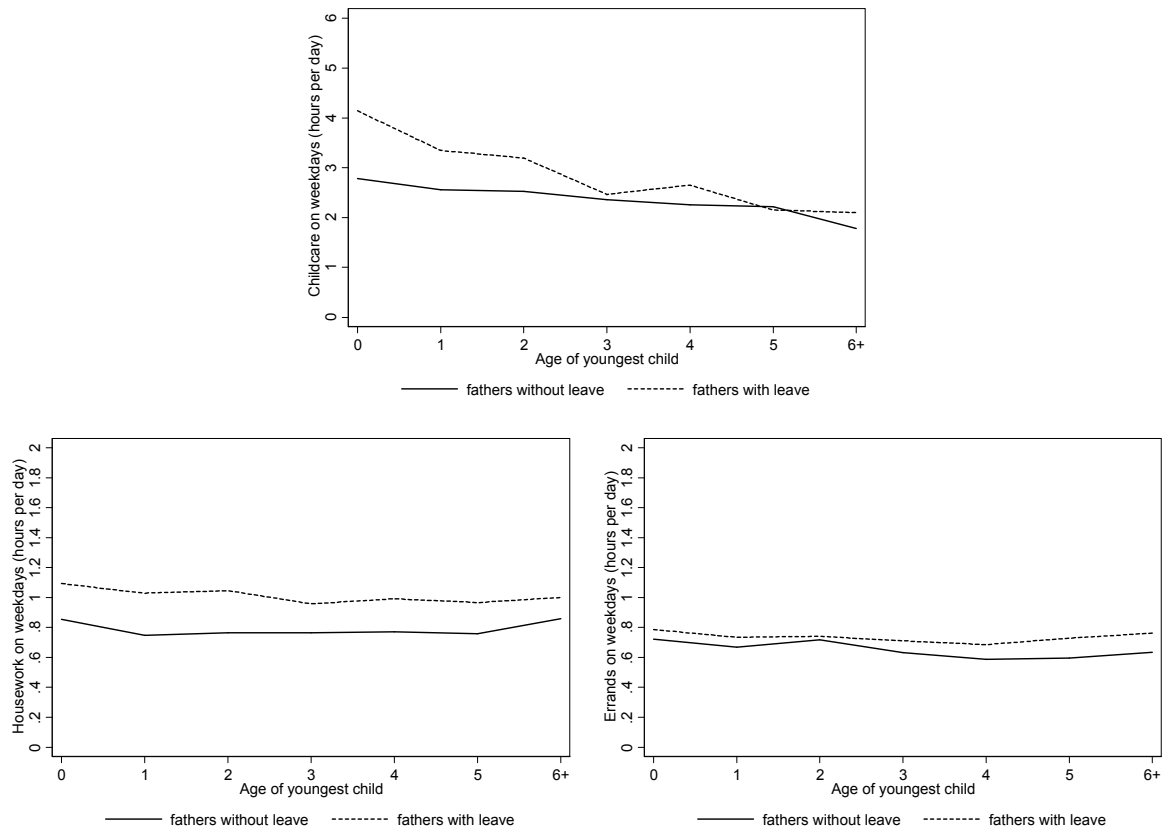 Childcare on weekdays (hours per day)
6
5
4
3
2
1
0
0 1 2 3 4 5 6+
Age of youngest child
fathers without leave fathers with leave
Housework on weekdays (hours per day)
2
1.8
1.6
1.4
1.2
1
.8
.6
.4
.2
0
0 1 2 3 4 5 6+
Age of youngest child
fathers without leave fathers with leave
Errands on weekdays (hours per day)
2
1.8
1.6
1.4
1.2
1
.8
.6
.4
.2
0
0 1 2 3 4 5 6+
Age of youngest child
fathers without leave fathers with leave